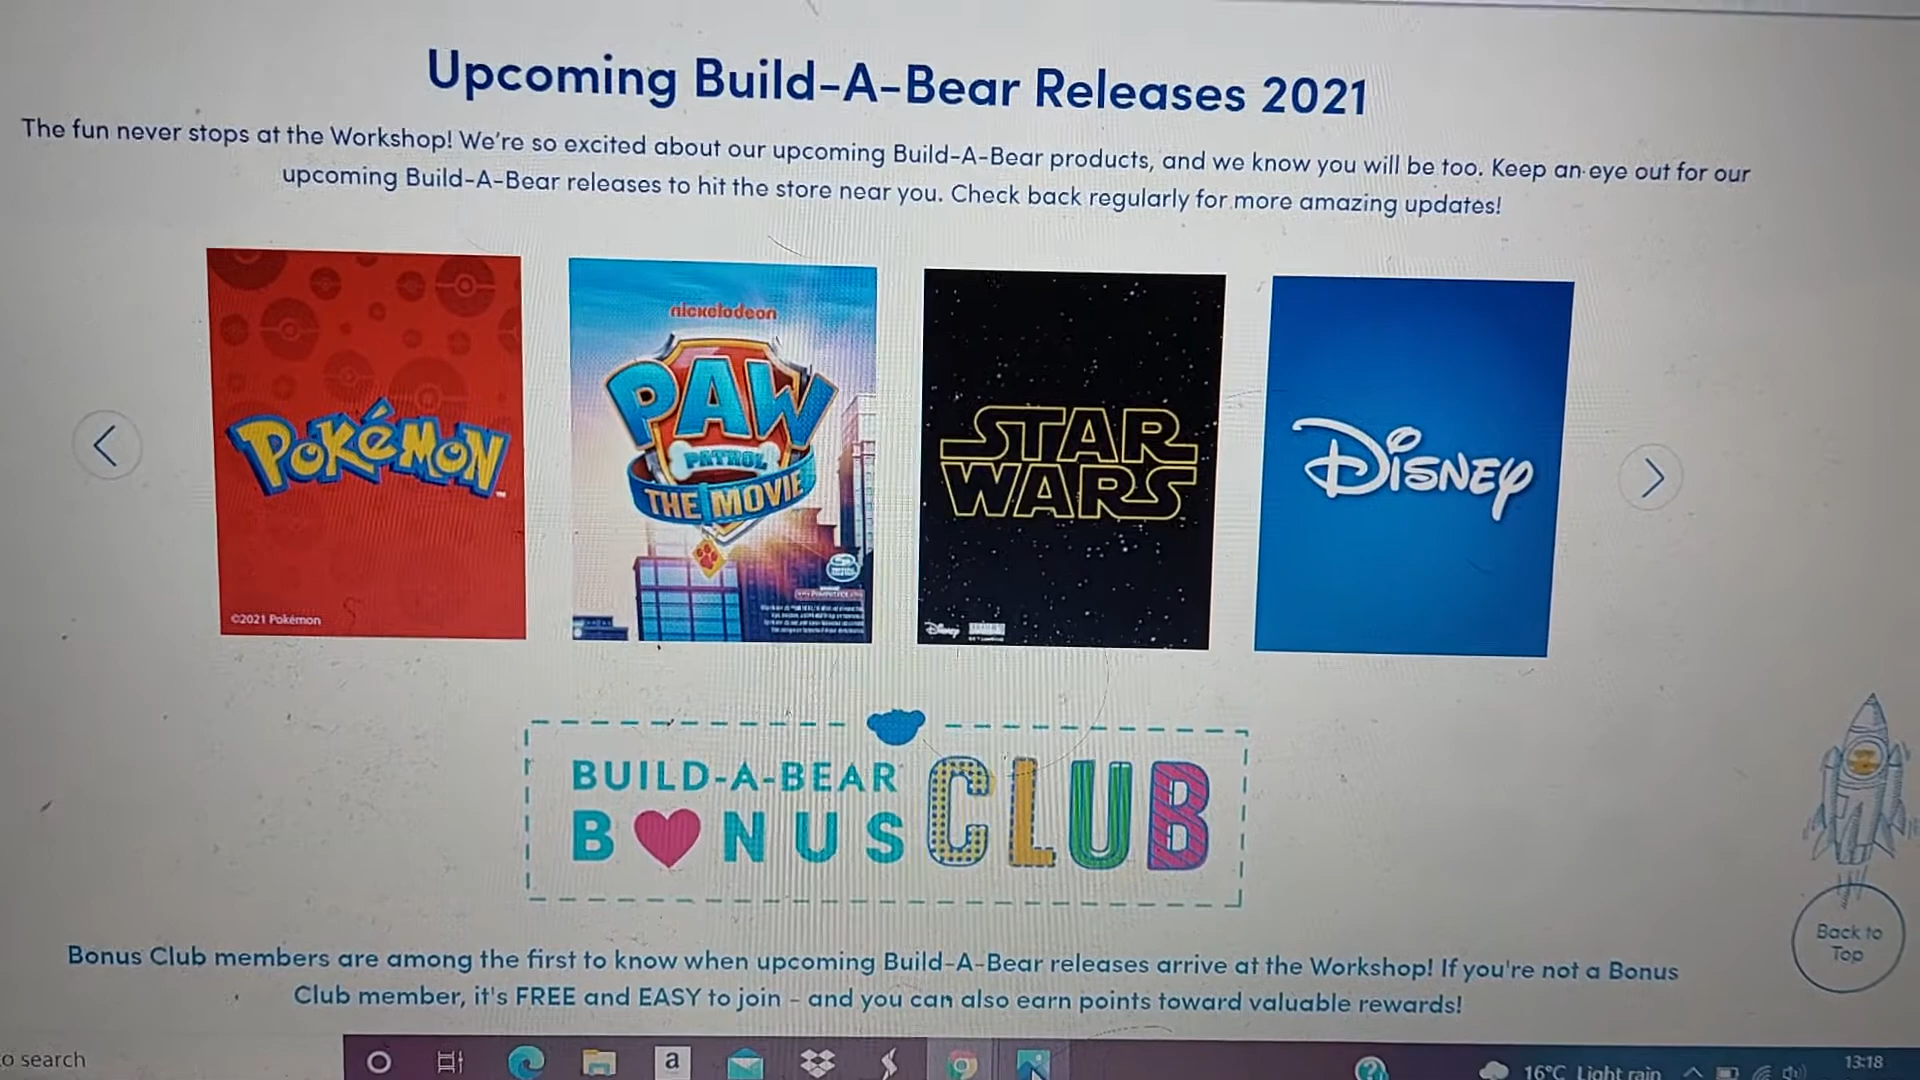 Upcoming Build-A-Bear Releases 2021
The fun never stops at the Workshop! We're so excited about our upcoming Build-A-Bear products, and we know you will be too. Keep an eye out for our
upcoming Build-A-Bear releases to hit the store near you. Check back regularly for more amazing updates!
POKéMON
™
©2021 Pokémon
nickelodeon
PAW
PATROL
THE MOVIE
STAR
WARS
Disney
Disney
BUILD-A-BEAR
B NUS
CLUB
Back to
Top
Bonus Club members are among the first to know when upcoming Build-A-Bear releases arrive at the Workshop! If you're not a Bonus
Club member, it's FREE and EASY to join - and you can also earn points toward valuable rewards!
o search
a
16°C Light rain
13:18